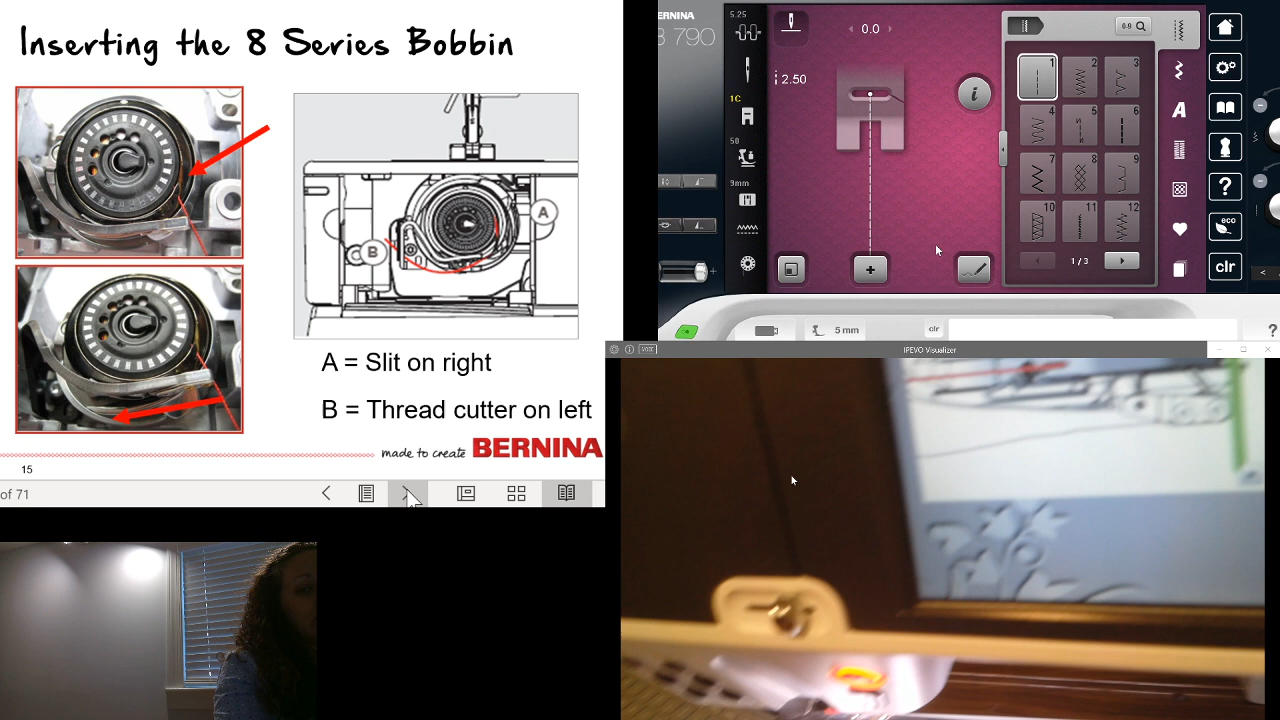 Inserting the 8 Series Bobbin
A
B
A = Slit on right
B = Thread cutter on left
made to create BERNINA
15
of 71
BERNINA
790
5.25
0.0
2.50
1C
50
9mm
0-9
1
2
3
4
5
6
7
8
9
10
11
12
1 / 3
i
A
?
eco
clr
5 mm
clr
?
IPEVO Visualizer